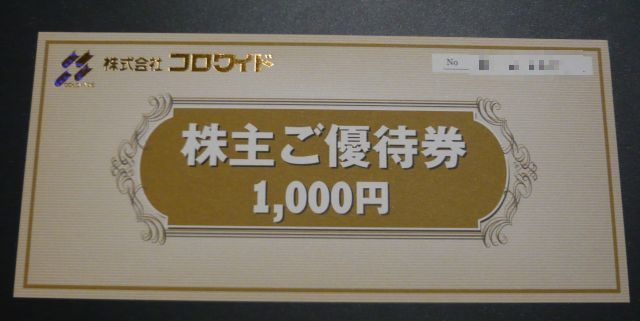 株式会社 コロワイド
No
株主ご優待券
1,000円